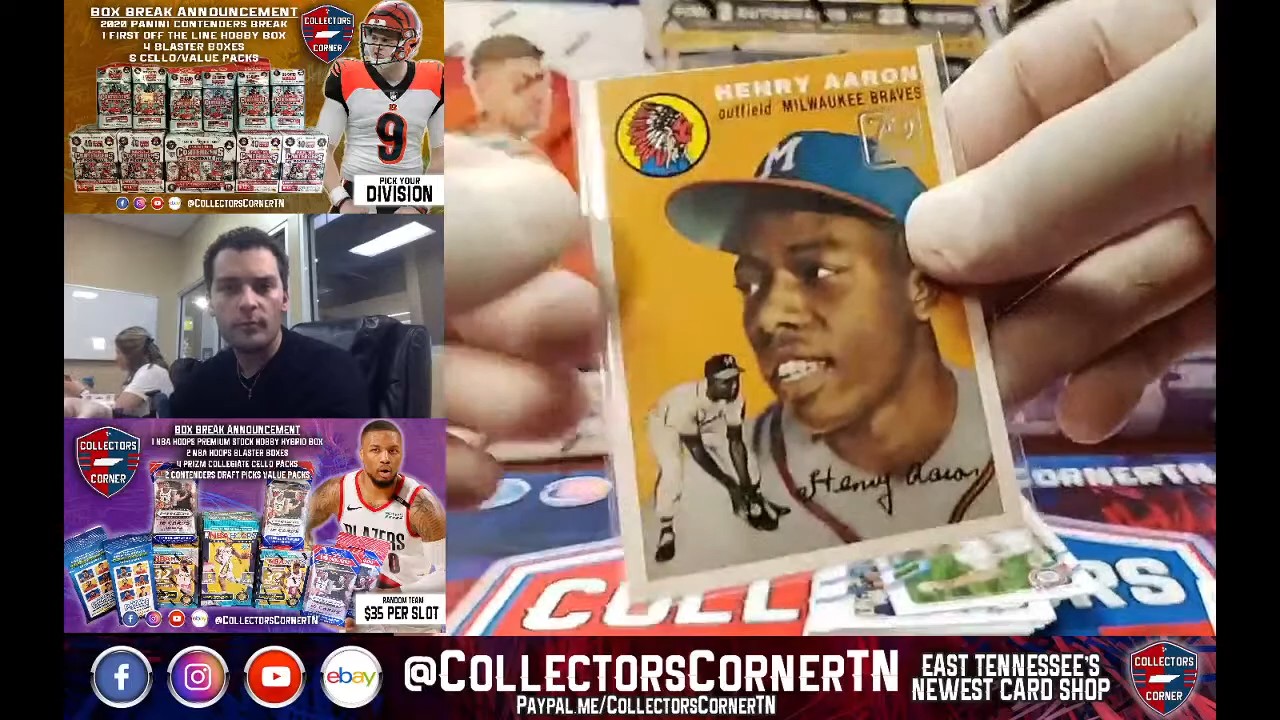 BOX BREAK ANNOUNCEMENT
2020 PANINI CONTENDERS BREAK
1 FIRST OFF THE LINE HOBBY BOX
4 BLASTER BOXES
6 CELLO/VALUE PACKS
COLLECTORS
CORNER
9
PICK YOUR
DIVISION
@COLLECTORSCORNERTN
HENRY AARON
outfield MILWAUKEE BRAVES
M
Henry Aaron
BOX BREAK ANNOUNCEMENT
1 NBA HOOPS PREMIUM STOCK HOBBY HYBRID BOX
2 NBA HOOPS BLASTER BOXES
4 PRIZM COLLEGIATE CELLO PACKS
2 CONTENDERS DRAFT PICKS VALUE PACKS
COLLECTORS
CORNER
BLAZERS
RANDOM TEAM
$35 PER SLOT
ebay
@COLLECTORSCORNERTN
ebay
@COLLECTORSCORNERTN
PAYPAL.ME/COLLECTORSCORNERTN
EAST TENNESSEE'S
NEWEST CARD SHOP
COLLECTORS
CORNER